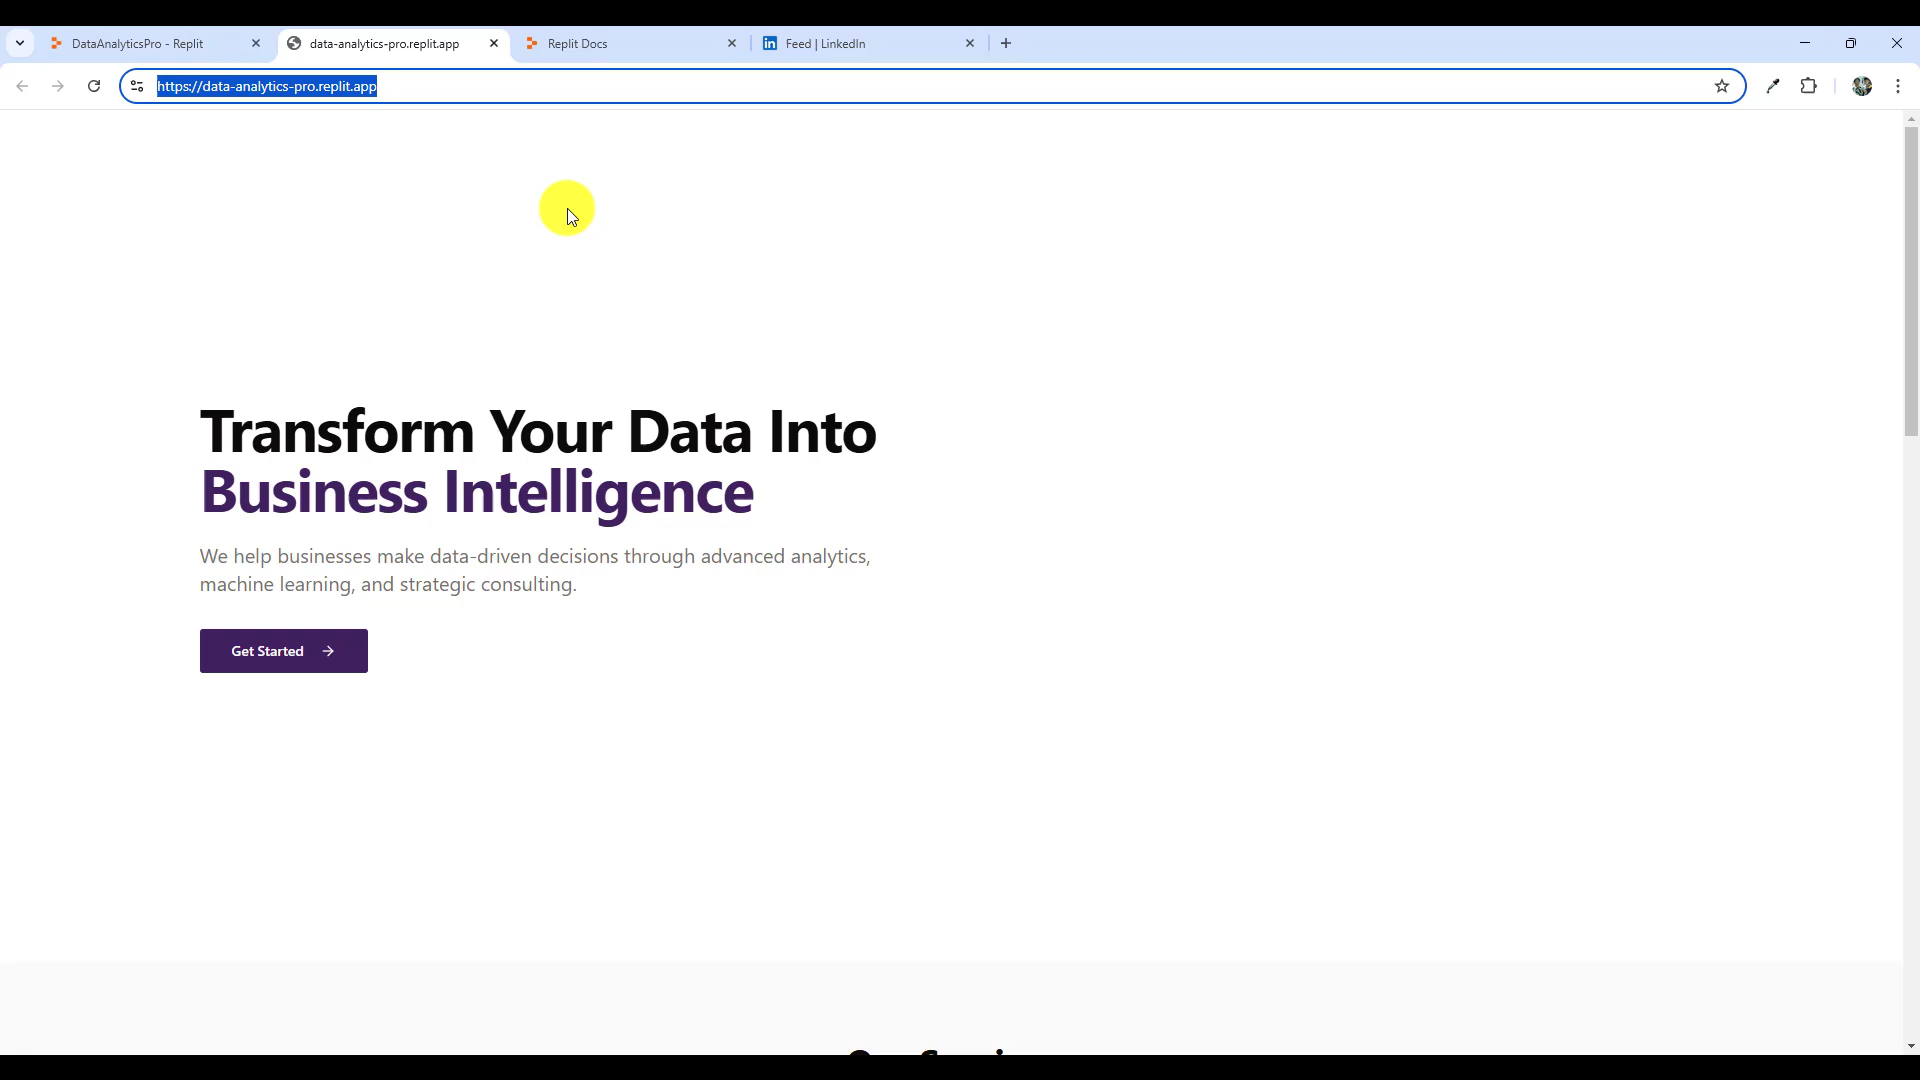 DataAnalyticsPro - Replit
data-analytics-pro.replit.app
Replit Docs
Feed | LinkedIn
https://data-analytics-pro.replit.app
Transform Your Data Into
Business Intelligence
We help businesses make data-driven decisions through advanced analytics,
machine learning, and strategic consulting.
Get Started